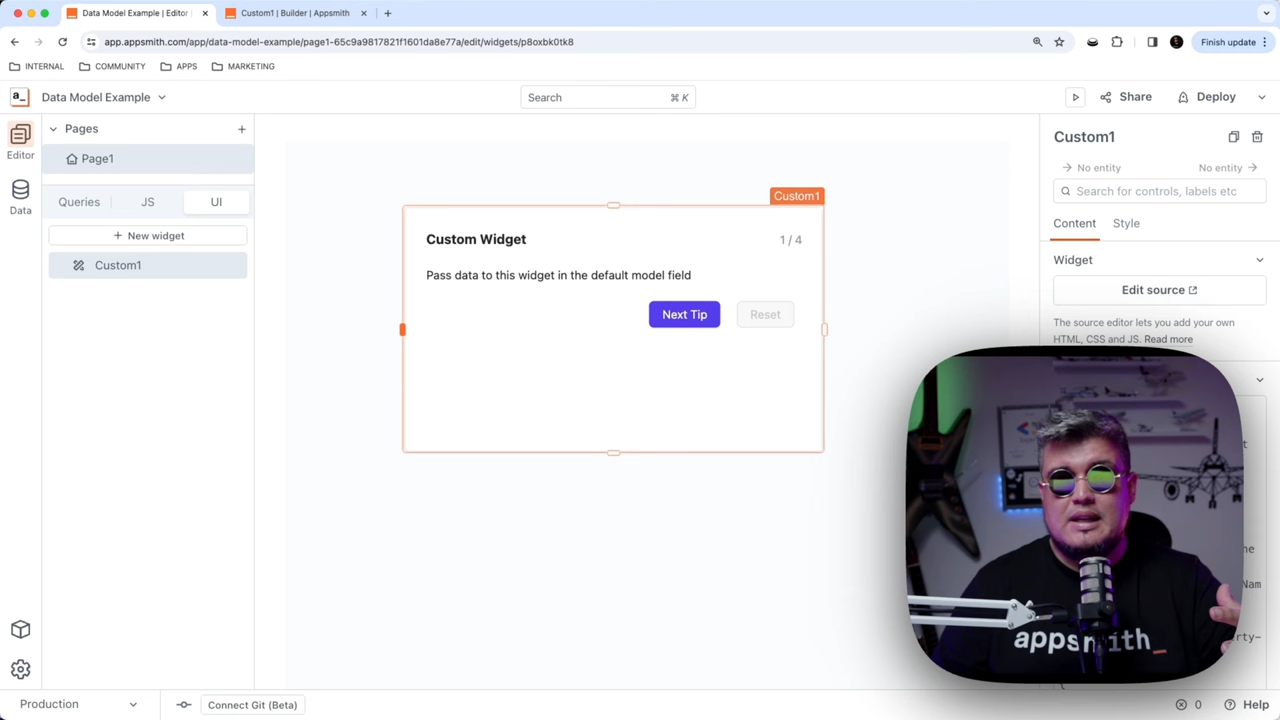 Data Model Example | Editor
Custom1 | Builder | Appsmith
app.appsmith.com/app/data-model-example/page1-65c9a9817821f1601da8e77a/edit/widgets/p8oxbk0tk8
Finish update
INTERNAL
COMMUNITY
APPS
MARKETING
a_
Data Model Example
Search
⌘ K
Share
Deploy
Editor
Data
Pages
Page1
Queries
JS
UI
+ New widget
Custom1
Custom1
Custom Widget
1 / 4
Pass data to this widget in the default model field
Next Tip
Reset
Custom1
No entity
No entity
Search for controls, labels etc
Content
Style
Widget
Edit source
The source editor lets you add your own
HTML, CSS and JS. Read more
appsmith_
Production
Connect Git (Beta)
0
Help